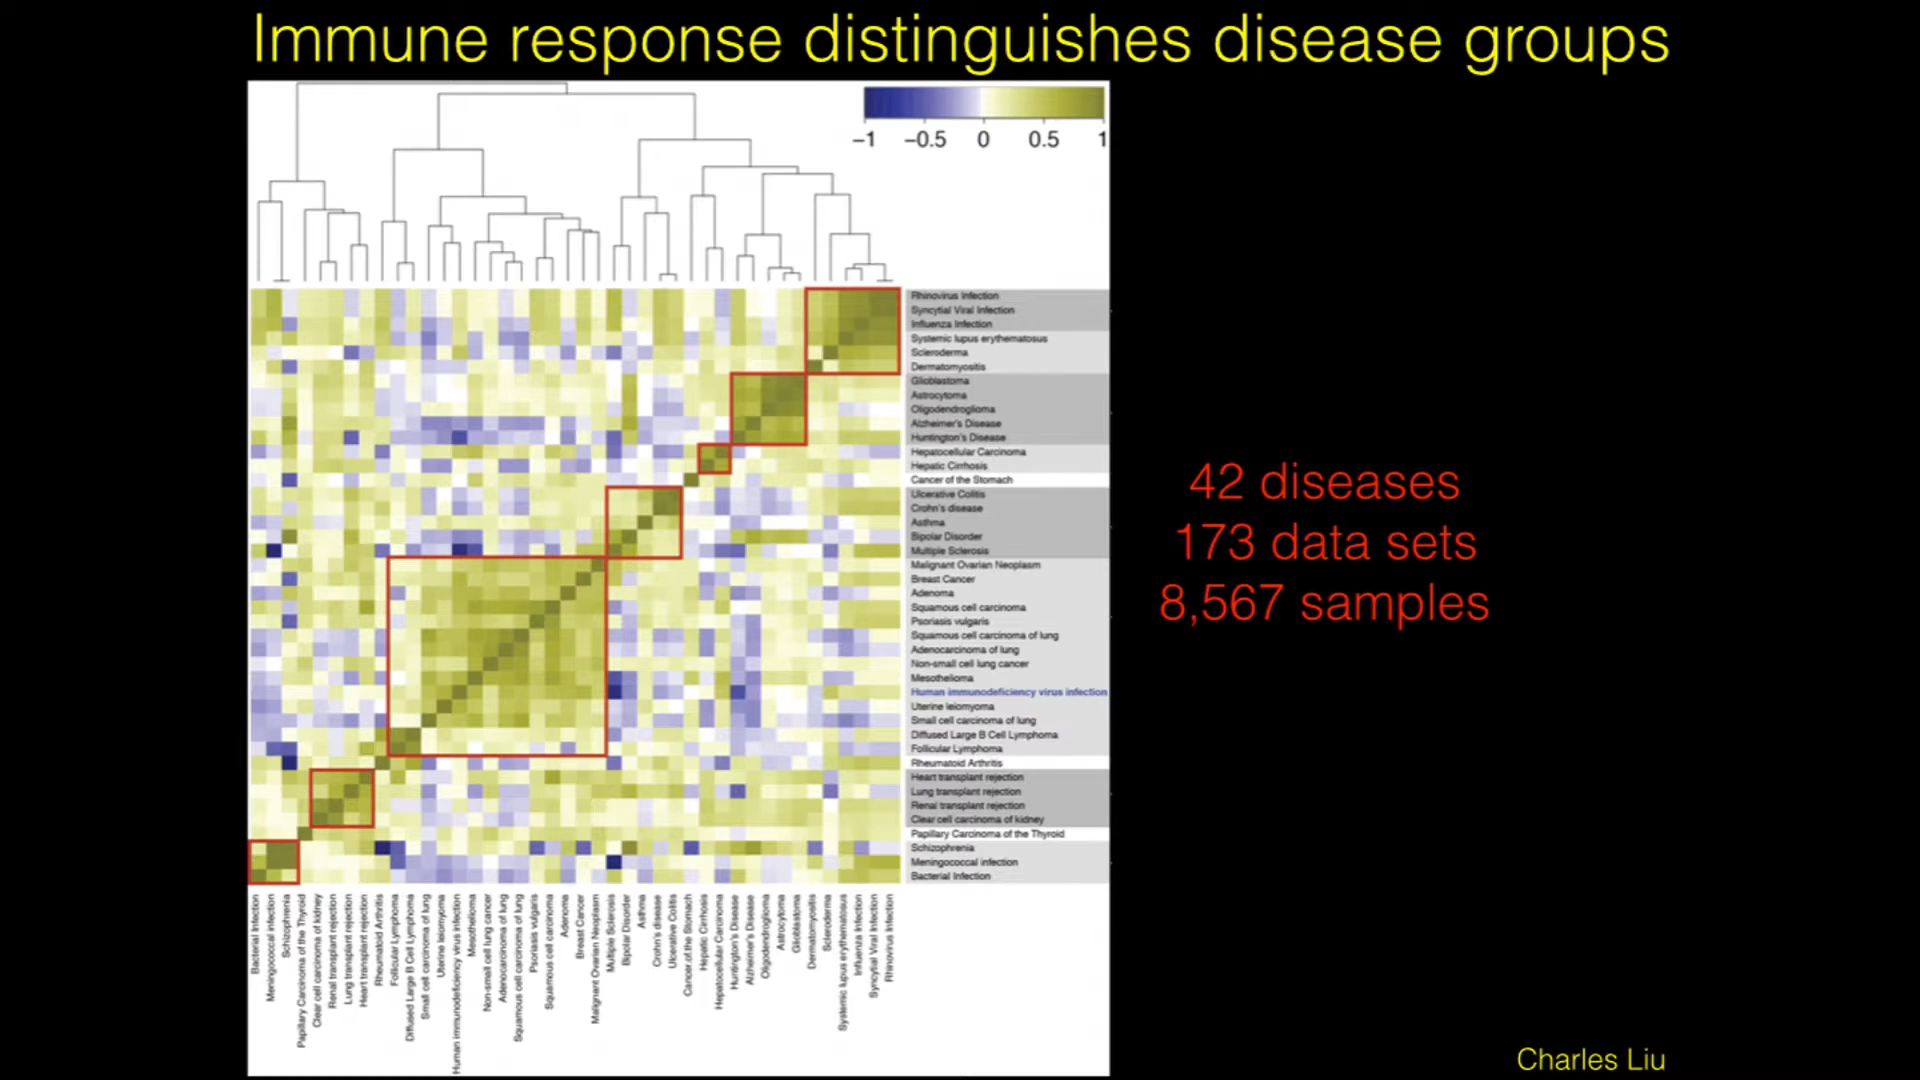 Immune response distinguishes disease groups
−1 −0.5 0 0.5 1
Rhinovirus Infection
Syncytial Viral Infection
Influenza Infection
Systemic lupus erythematosus
Scleroderma
Dermatomyositis
Glioblastoma
Astrocytoma
Oligodendroglioma
Alzheimer's Disease
Huntington's Disease
Hepatocellular Carcinoma
Hepatic Cirrhosis
Cancer of the Stomach
Ulcerative Colitis
Crohn's disease
Asthma
Bipolar Disorder
Multiple Sclerosis
Malignant Ovarian Neoplasm
Breast Cancer
Adenoma
Squamous cell carcinoma
Psoriasis vulgaris
Squamous cell carcinoma of lung
Adenocarcinoma of lung
Non-small cell lung cancer
Mesothelioma
Human immunodeficiency virus infection
Uterine leiomyoma
Small cell carcinoma of lung
Diffused Large B Cell Lymphoma
Follicular Lymphoma
Rheumatoid Arthritis
Heart transplant rejection
Lung transplant rejection
Renal transplant rejection
Clear cell carcinoma of kidney
Papillary Carcinoma of the Thyroid
Schizophrenia
Meningococcal infection
Bacterial Infection
Bacterial Infection
Meningococcal infection
Schizophrenia
Papillary Carcinoma of the Thyroid
Clear cell carcinoma of kidney
Renal transplant rejection
Lung transplant rejection
Heart transplant rejection
Rheumatoid Arthritis
Follicular Lymphoma
Diffused Large B Cell Lymphoma
Small cell carcinoma of lung
Uterine leiomyoma
Human immunodeficiency virus infection
Mesothelioma
Non-small cell lung cancer
Adenocarcinoma of lung
Squamous cell carcinoma of lung
Psoriasis vulgaris
Squamous cell carcinoma
Adenoma
Breast Cancer
Malignant Ovarian Neoplasm
Multiple Sclerosis
Bipolar Disorder
Asthma
Crohn's disease
Ulcerative Colitis
Cancer of the Stomach
Hepatic Cirrhosis
Hepatocellular Carcinoma
Huntington's Disease
Alzheimer's Disease
Oligodendroglioma
Astrocytoma
Glioblastoma
Dermatomyositis
Scleroderma
Systemic lupus erythematosus
Influenza Infection
Syncytial Viral Infection
Rhinovirus Infection
42 diseases
173 data sets
8,567 samples
Charles Liu